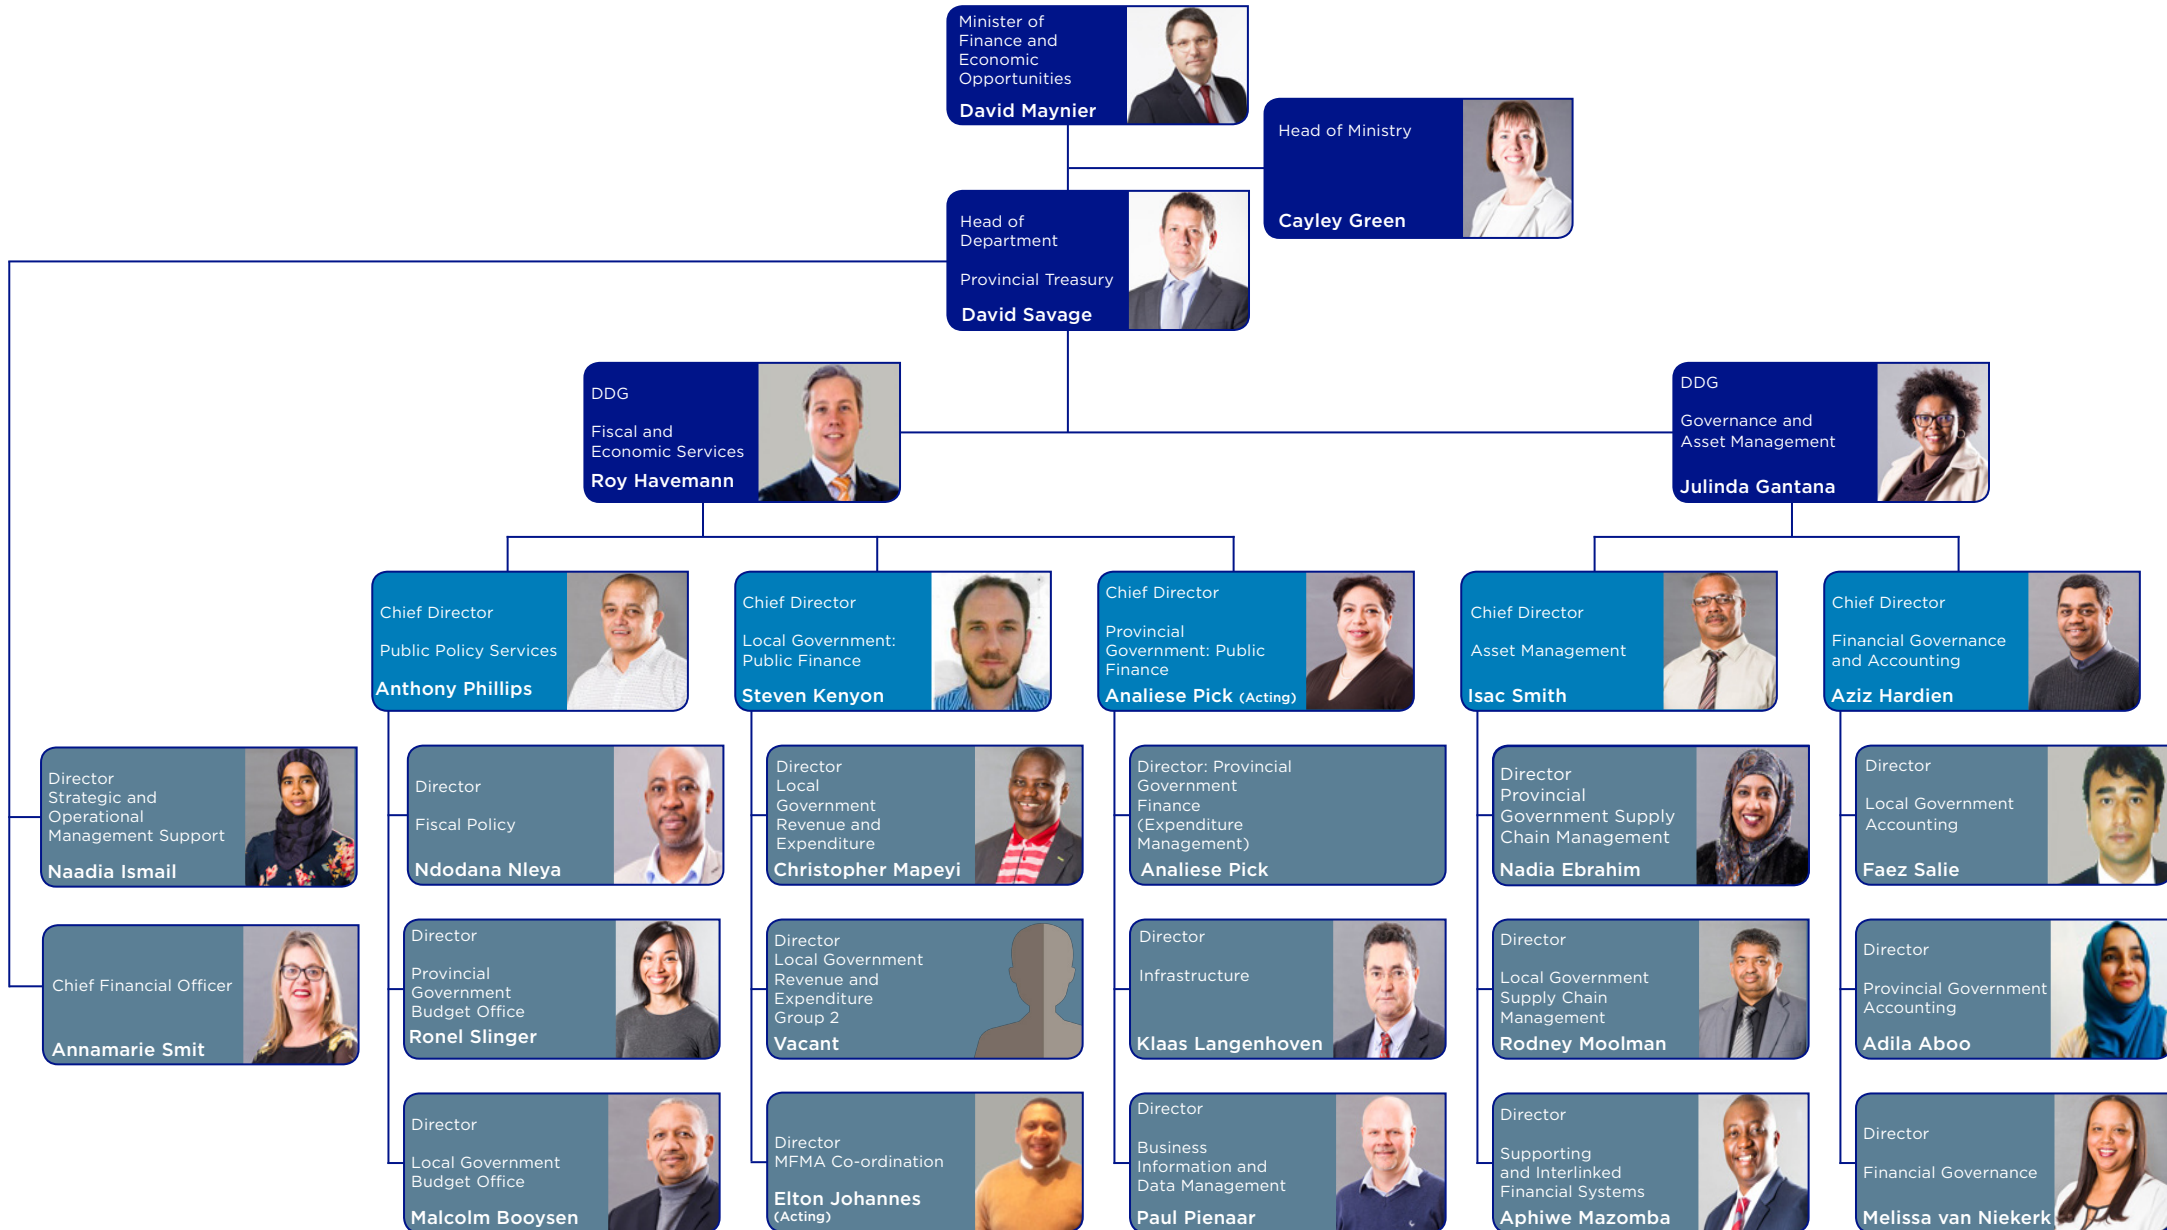 Minister of
Finance and
Economic
Opportunities
David Maynier
Head of Ministry
Cayley Green
Head of
Department
Provincial Treasury
David Savage
DDG
Fiscal and
Economic Services
Roy Havemann
DDG
Governance and
Asset Management
Julinda Gantana
Chief Director
Public Policy Services
Anthony Phillips
Chief Director
Local Government:
Public Finance
Steven Kenyon
Chief Director
Provincial
Government: Public
Finance
Analiese Pick (Acting)
Chief Director
Asset Management
Isac Smith
Chief Director
Financial Governance
and Accounting
Aziz Hardien
Director
Strategic and
Operational
Management Support
Naadia Ismail
Director
Fiscal Policy
Ndodana Nleya
Director
Local
Government
Revenue and
Expenditure
Christopher Mapeyi
Director: Provincial
Government
Finance
(Expenditure
Management)
Analiese Pick
Director
Provincial
Government Supply
Chain Management
Nadia Ebrahim
Director
Local Government
Accounting
Faez Salie
Chief Financial Officer
Annamarie Smit
Director
Provincial
Government
Budget Office
Ronel Slinger
Director
Local Government
Revenue and
Expenditure
Group 2
Vacant
Director
Infrastructure
Klaas Langenhoven
Director
Local Government
Supply Chain
Management
Rodney Moolman
Director
Provincial Government
Accounting
Adila Aboo
Director
Local Government
Budget Office
Malcolm Booysen
Director
MFMA Co-ordination
Elton Johannes
(Acting)
Director
Business
Information and
Data Management
Paul Pienaar
Director
Supporting
and Interlinked
Financial Systems
Aphiwe Mazomba
Director
Financial Governance
Melissa van Niekerk